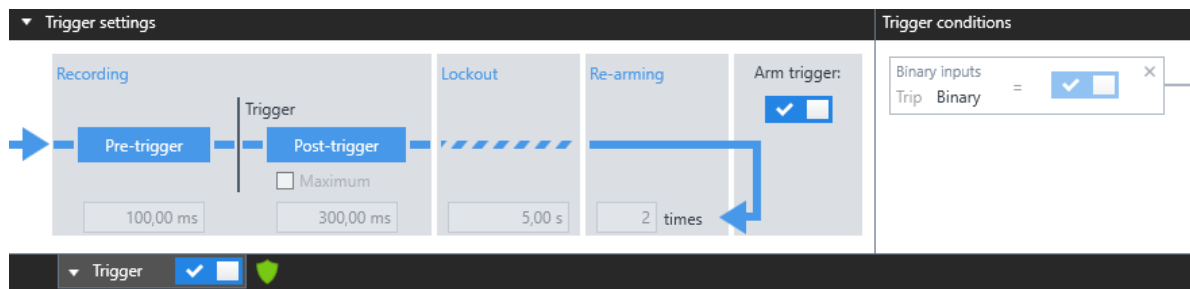 Trigger settings
Trigger conditions
Recording
Lockout
Re-arming
Arm trigger:
Trigger
Pre-trigger
Post-trigger
Maximum
100,00 ms
300,00 ms
5,00 s
2 times
Binary inputs
Trip Binary =
Trigger